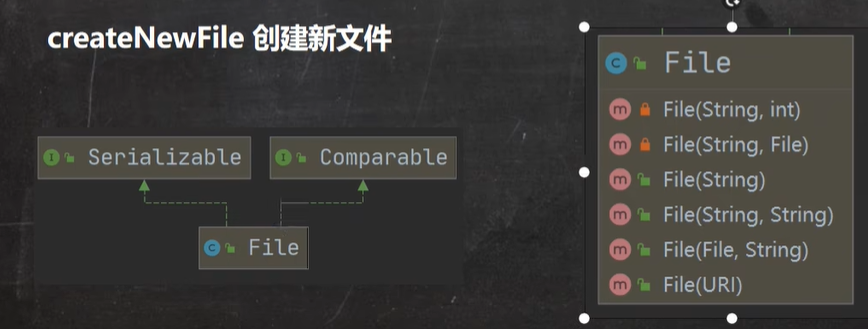 createNewFile 创建新文件
Serializable
Comparable
File
File
File(String, int)
File(String, File)
File(String)
File(String, String)
File(File, String)
File(URI)